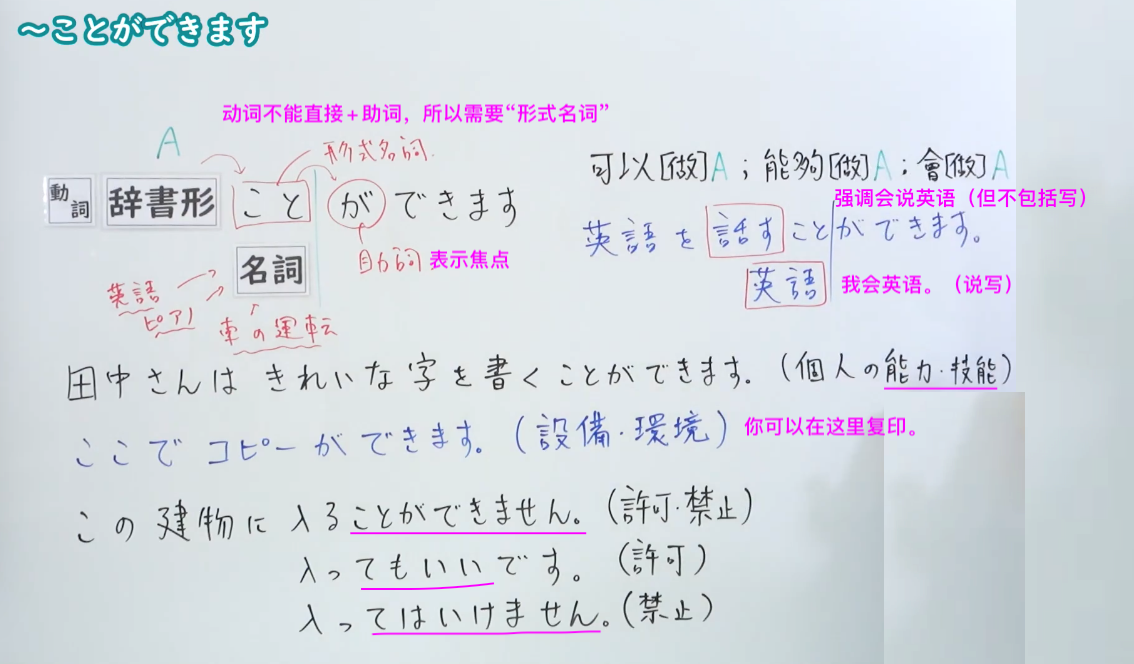 ～ことができます
动词不能直接+助词，所以需要“形式名词”
A
形式名詞
動詞 辞書形 こと が できます
可以[做]A；能夠[做]A；會[做]A
强调会说英语（但不包括写）
英語を話すことができます。
名詞
助詞 表示焦点
英語 我会英语。（说写）
英語
ピアノ
車の運転
田中さんは きれいな字を書くことができます。（個人の能力·技能）
ここで コピーができます。（設備·環境） 你可以在这里复印。
この建物に 入ることができません。（許可·禁止）
入ってもいいです。（許可）
入ってはいけません。（禁止）